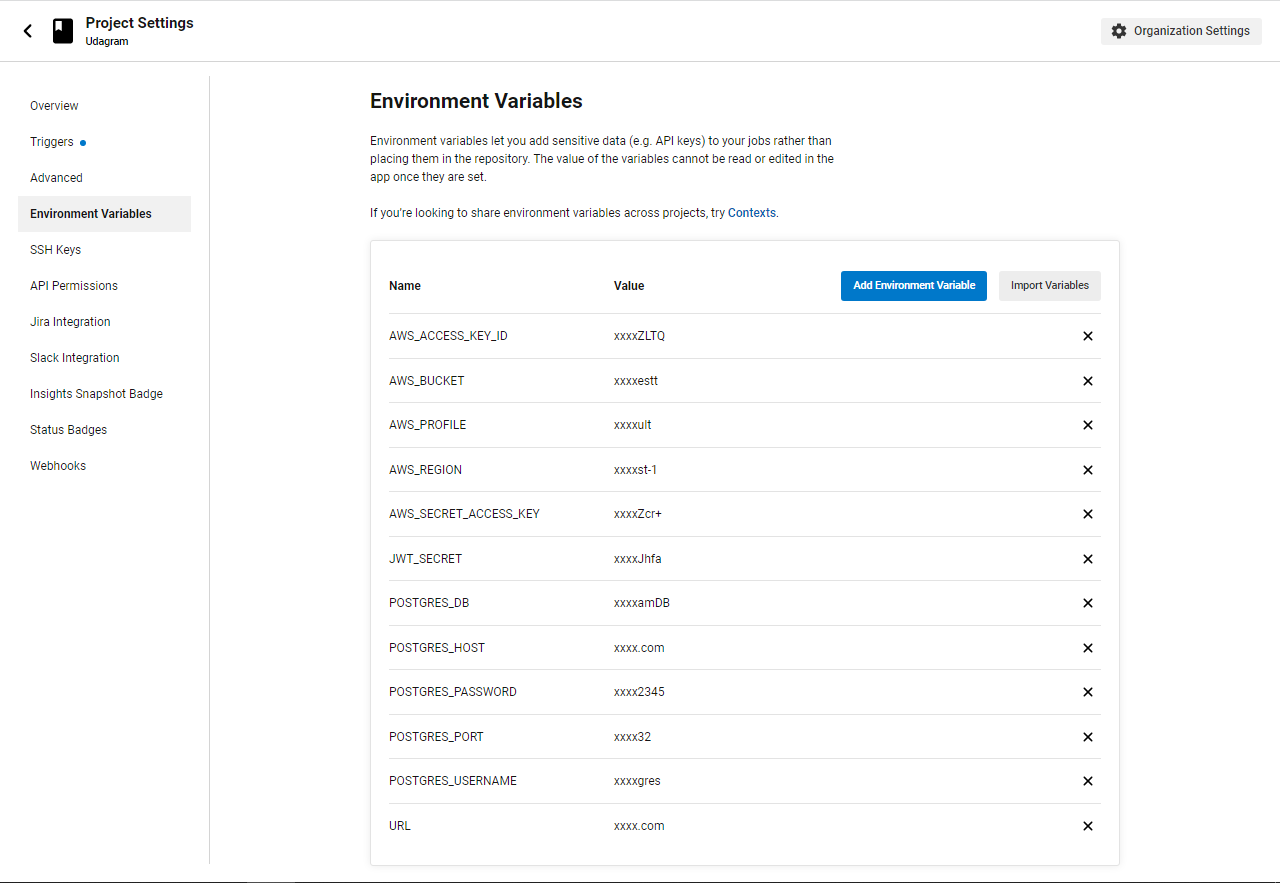 Project Settings
Udagram
Organization Settings
Overview
Triggers
Advanced
Environment Variables
SSH Keys
API Permissions
Jira Integration
Slack Integration
Insights Snapshot Badge
Status Badges
Webhooks
Environment Variables
Environment variables let you add sensitive data (e.g. API keys) to your jobs rather than
placing them in the repository. The value of the variables cannot be read or edited in the
app once they are set.
If you're looking to share environment variables across projects, try Contexts.
Name Value Add Environment Variable Import Variables
AWS_ACCESS_KEY_ID xxxxZLTQ
AWS_BUCKET xxxxestt
AWS_PROFILE xxxxult
AWS_REGION xxxxst-1
AWS_SECRET_ACCESS_KEY xxxxZcr+
JWT_SECRET xxxxJhfa
POSTGRES_DB xxxxamDB
POSTGRES_HOST xxxx.com
POSTGRES_PASSWORD xxxx2345
POSTGRES_PORT xxxx32
POSTGRES_USERNAME xxxxgres
URL xxxx.com